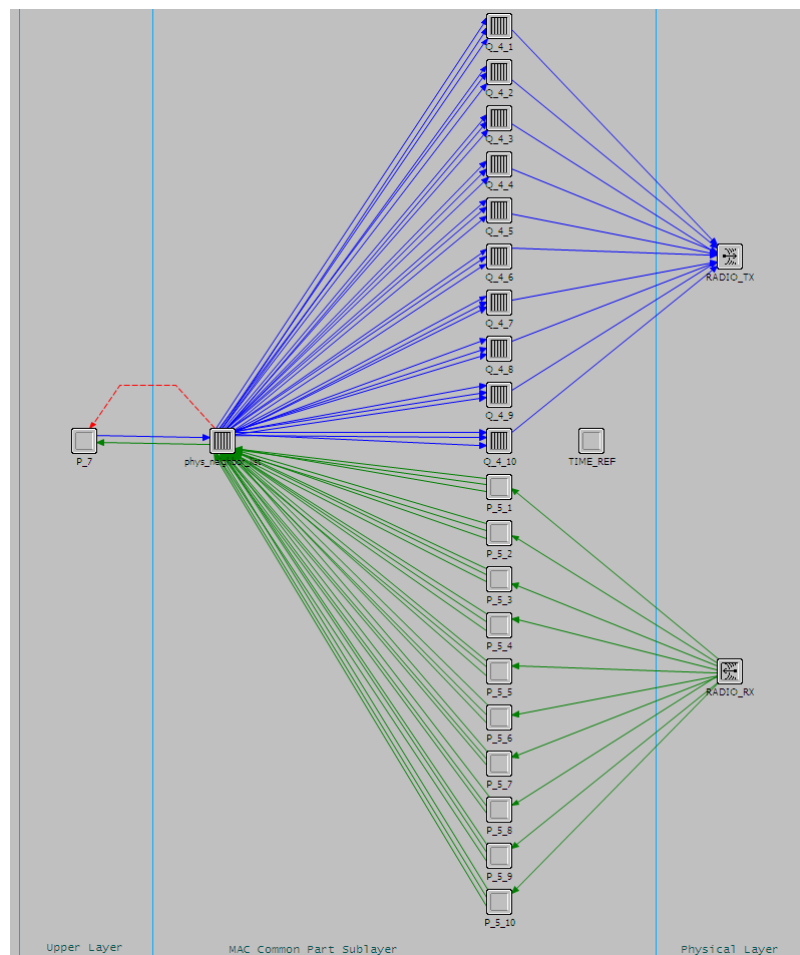 Q_4_1
Q_4_2
Q_4_3
Q_4_4
Q_4_5
Q_4_6
RADIO_TX
Q_4_7
Q_4_8
Q_4_9
P_7
phys_neighbor_list
Q_4_10
TIME_REF
P_5_1
P_5_2
P_5_3
P_5_4
P_5_5
RADIO_RX
P_5_6
P_5_7
P_5_8
P_5_9
P_5_10
Upper Layer
MAC Common Part Sublayer
Physical Layer